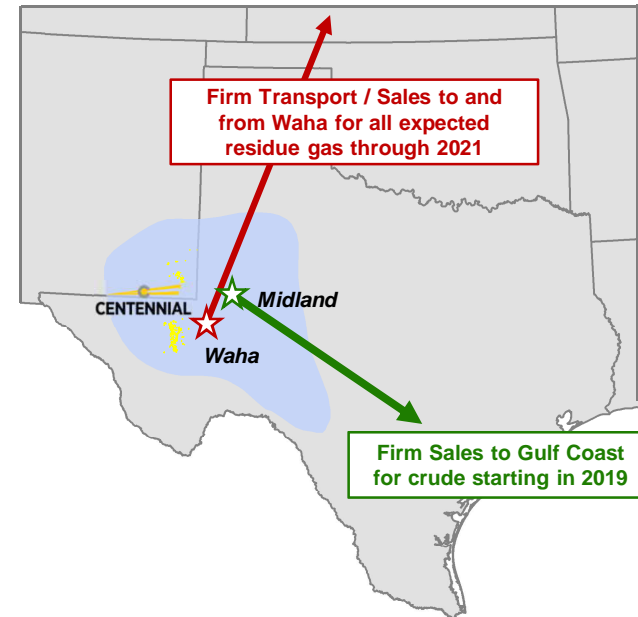 Firm Transport / Sales to and
from Waha for all expected
residue gas through 2021
Midland
CENTENNIAL
Waha
Firm Sales to Gulf Coast
for crude starting in 2019